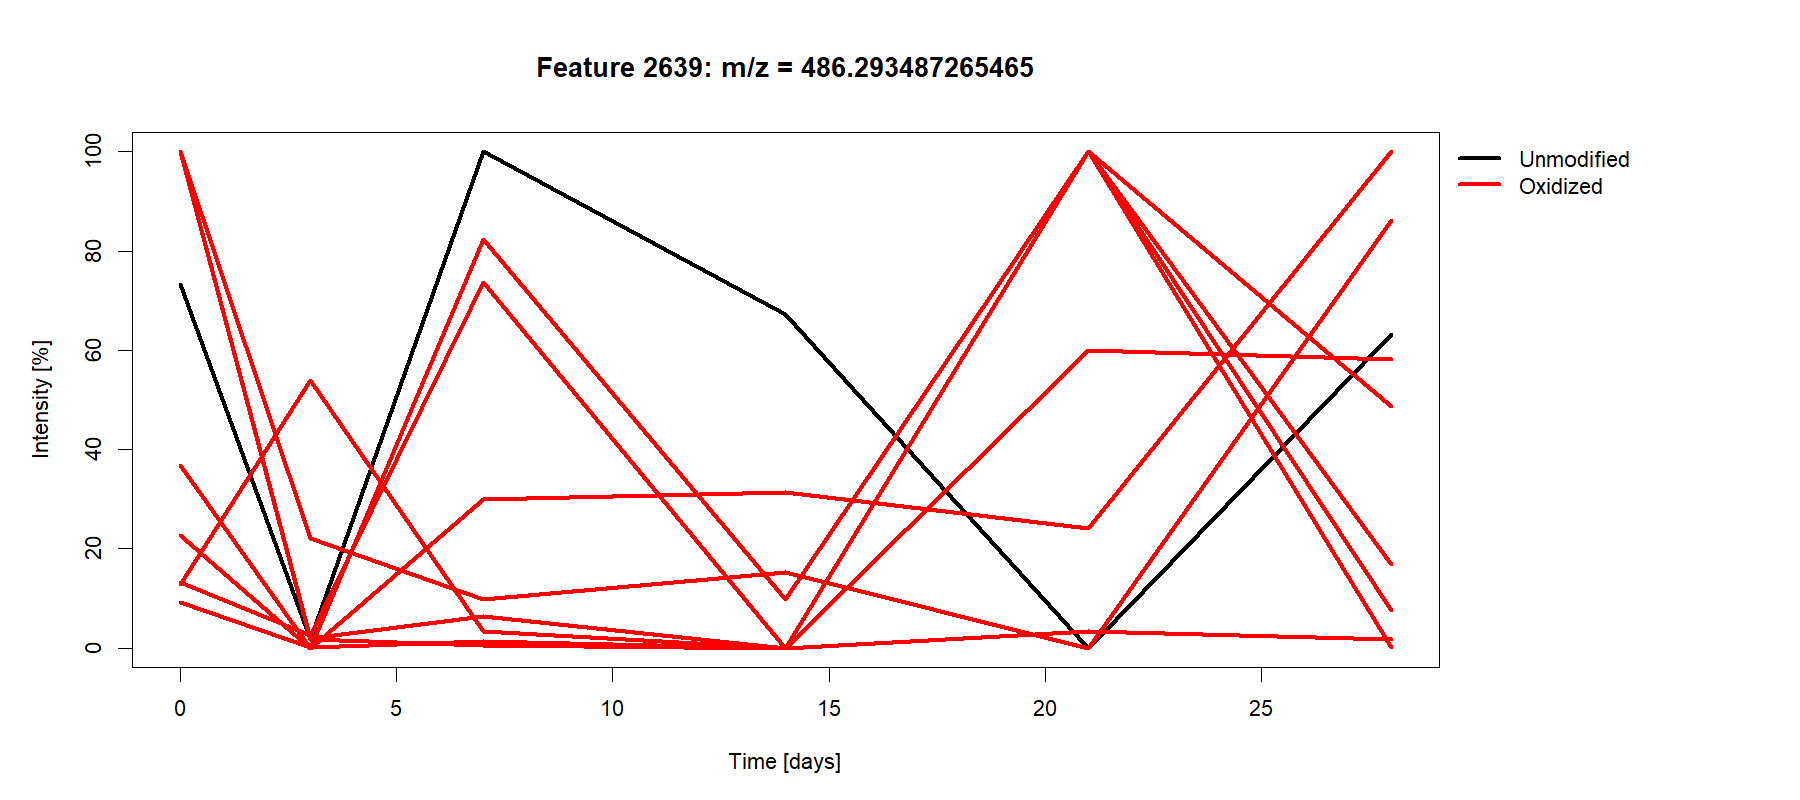 Feature 2639: m/z = 486.293487265465
100
80
60
40
20
0
Intensity [%]
0 5 10 15 20 25
Time [days]
Unmodified
Oxidized